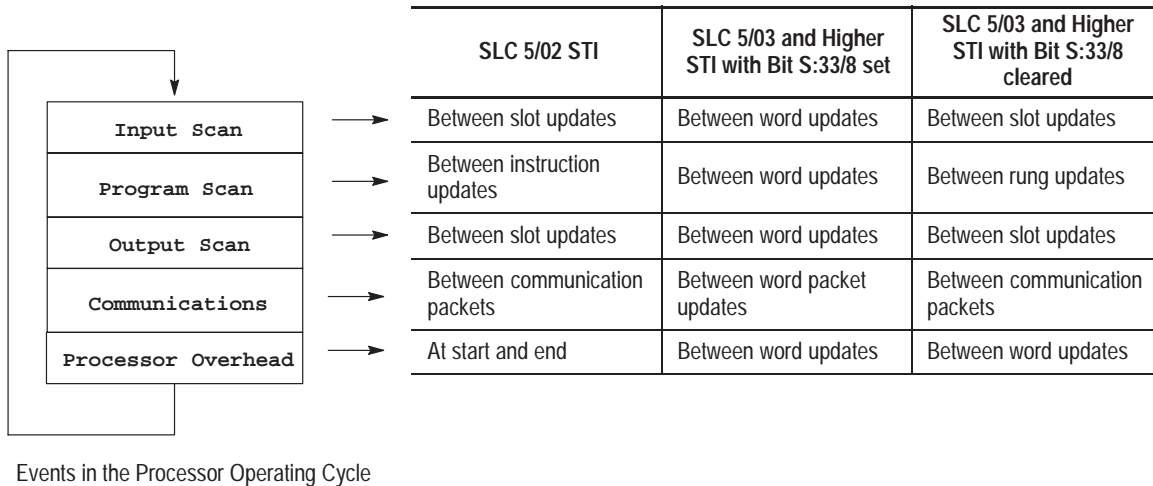 SLC 5/02 STI
SLC 5/03 and Higher
STI with Bit S:33/8 set
SLC 5/03 and Higher
STI with Bit S:33/8
cleared
Input Scan
Between slot updates
Between word updates
Between slot updates
Program Scan
Between instruction
updates
Between word updates
Between rung updates
Output Scan
Between slot updates
Between word updates
Between slot updates
Communications
Between communication
packets
Between word packet
updates
Between communication
packets
Processor Overhead
At start and end
Between word updates
Between word updates
Events in the Processor Operating Cycle